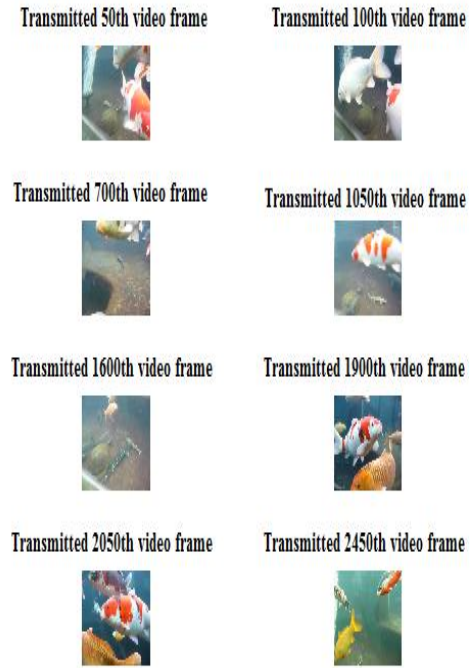 Transmitted 50th video frame
Transmitted 100th video frame
Transmitted 700th video frame
Transmitted 1050th video frame
Transmitted 1600th video frame
Transmitted 1900th video frame
Transmitted 2050th video frame
Transmitted 2450th video frame